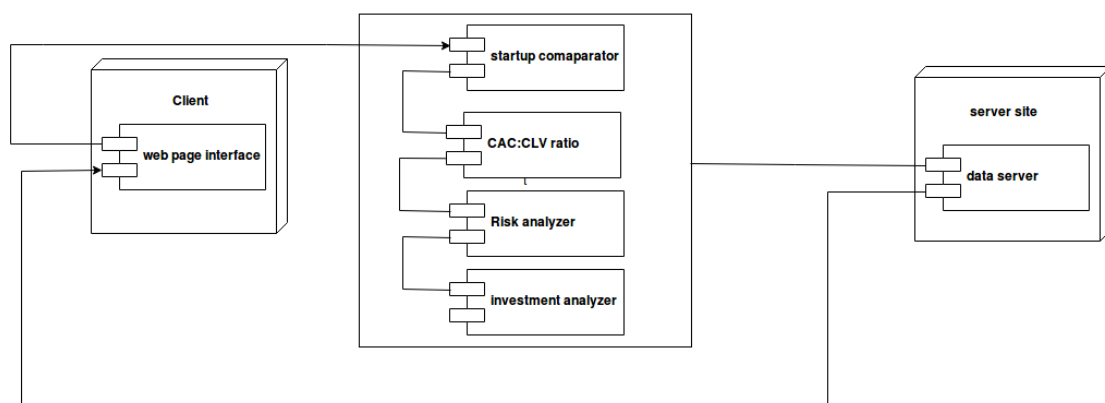 Client
web page interface
startup comaparator
CAC:CLV ratio
t
Risk analyzer
investment analyzer
server site
data server